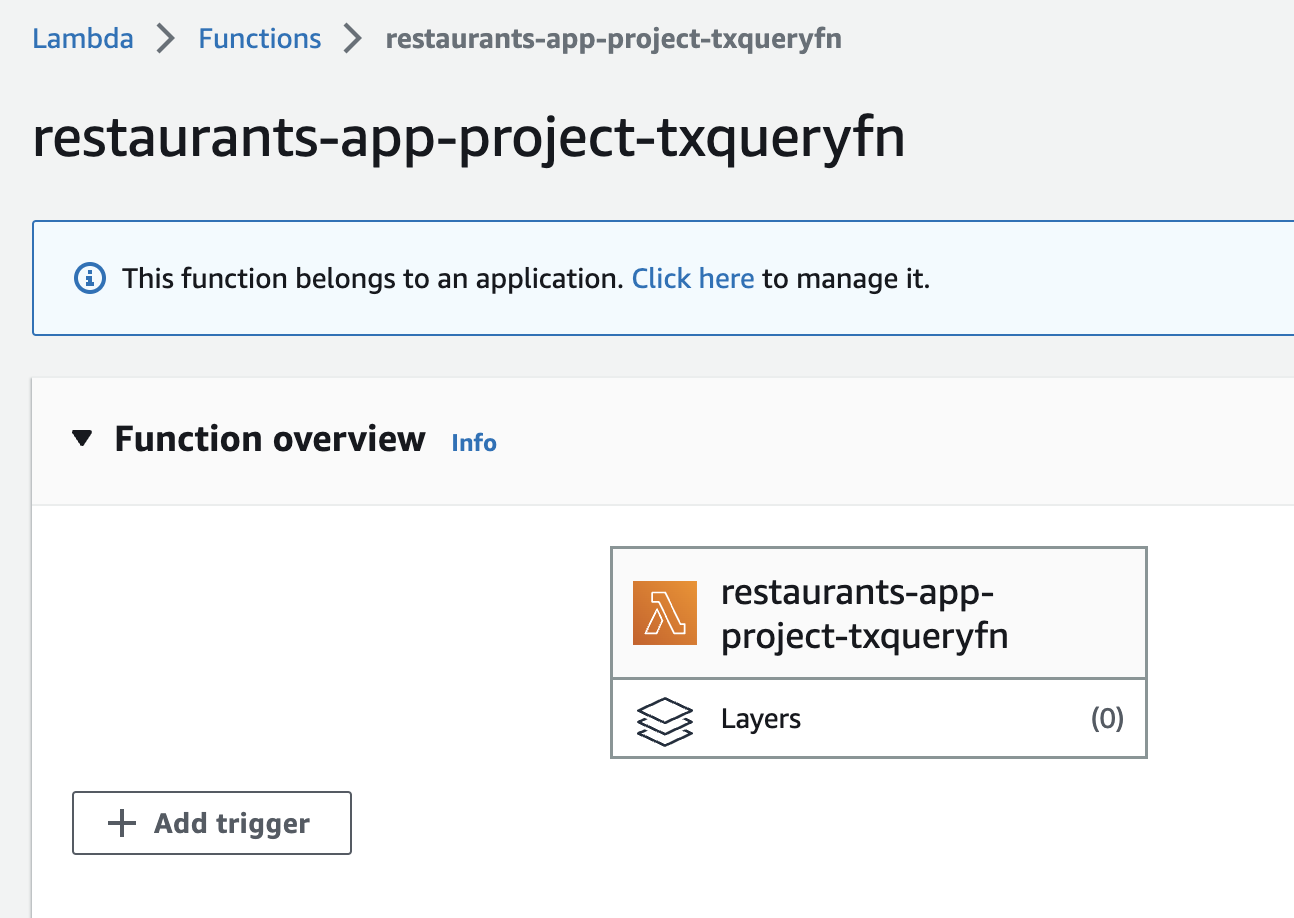 Lambda > Functions > restaurants-app-project-txqueryfn
restaurants-app-project-txqueryfn
This function belongs to an application. Click here to manage it.
Function overview Info
restaurants-app-
project-txqueryfn
Layers (0)
+ Add trigger